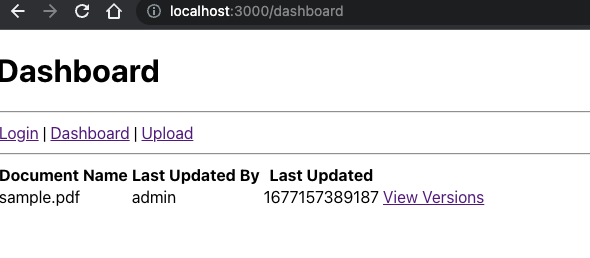 localhost:3000/dashboard
Dashboard
Login | Dashboard | Upload
Document Name Last Updated By Last Updated
sample.pdf admin 1677157389187 View Versions